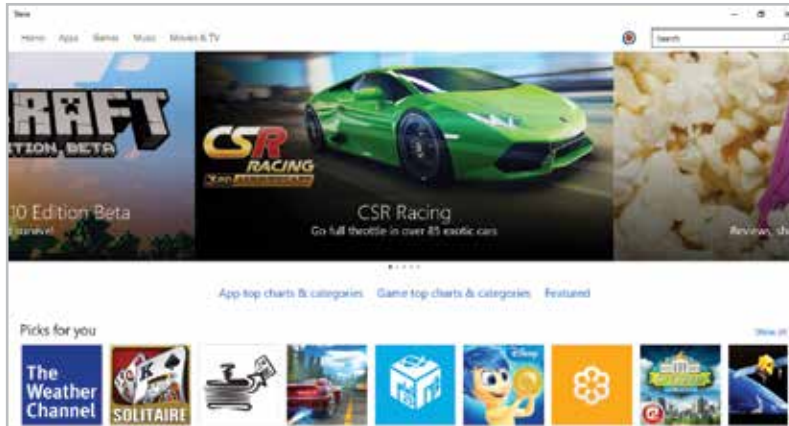 Store
Home Apps Games Music Movies & TV
Search
RAFT
ITION BETA
10 Edition Beta
CSR
RACING
CSR Racing
Go full throttle in over 85 exotic cars
Reviews, sh
App top charts & categories Game top charts & categories Featured
Picks for you
Show all
The
Weather
Channel
SOLITAIRE
Disney